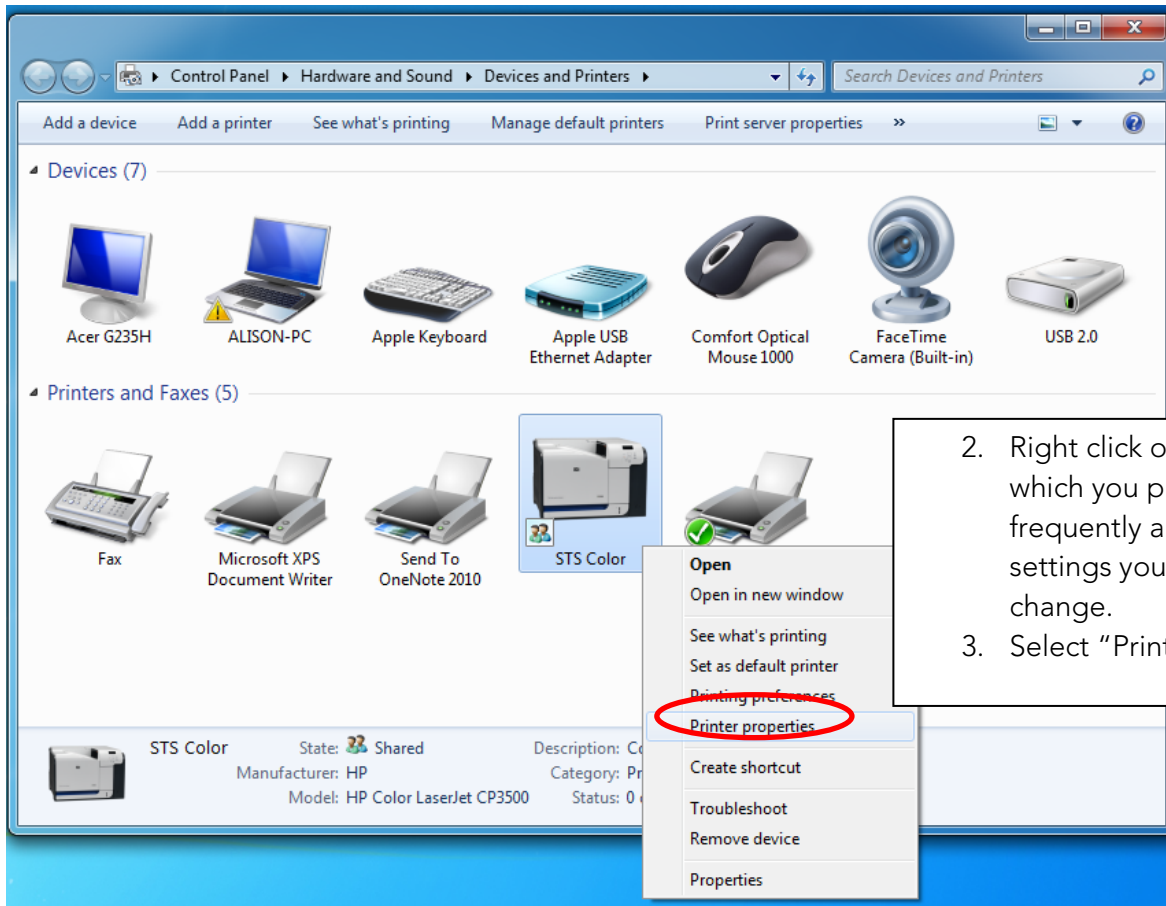 Control Panel ▸ Hardware and Sound ▸ Devices and Printers ▸
Search Devices and Printers
Add a device Add a printer See what's printing Manage default printers Print server properties »
Devices (7)
Acer G235H
ALISON-PC
Apple Keyboard
Apple USB
Ethernet Adapter
Comfort Optical
Mouse 1000
FaceTime
Camera (Built-in)
USB 2.0
Printers and Faxes (5)
Fax
Microsoft XPS
Document Writer
Send To
OneNote 2010
STS Color
Open
Open in new window
See what's printing
Set as default printer
Printing preferences
Printer properties
Create shortcut
Troubleshoot
Remove device
Properties
2. Right click o
which you p
frequently a
settings you
change.
3. Select “Print
STS Color State: Shared Description: Co
Manufacturer: HP Category: Pr
Model: HP Color LaserJet CP3500 Status: 0